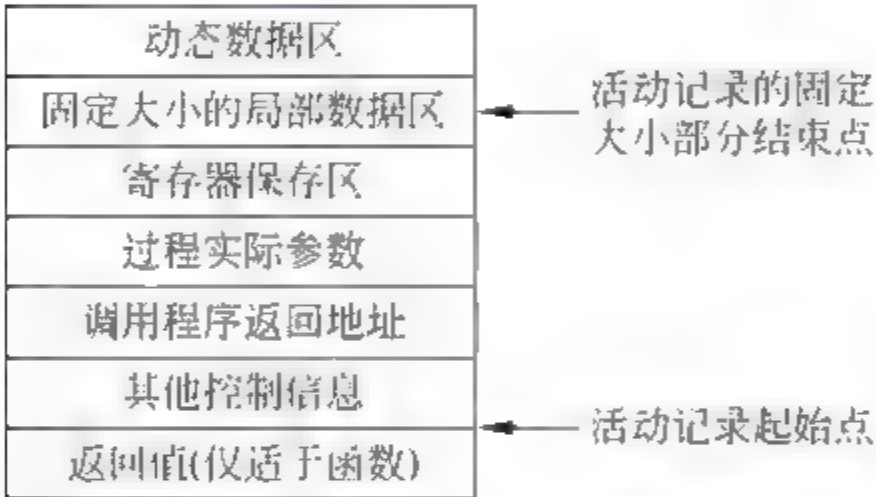 动态数据区
固定大小的局部数据区
活动记录的固定
大小部分结束点
寄存器保存区
过程实际参数
调用程序返回地址
其他控制信息
活动记录起始点
返回值(仅适于函数)